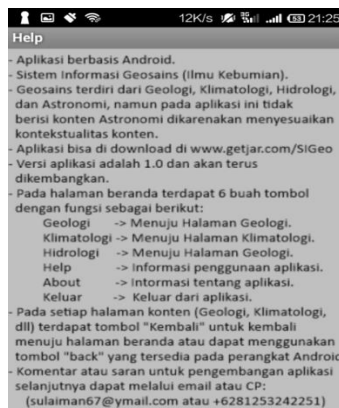 12K/s 53 21:25
Help
- Aplikasi berbasis Android.
- Sistem Informasi Geosains (Ilmu Kebumian).
- Geosains terdiri dari Geologi, Klimatologi, Hidrologi,
dan Astronomi, namun pada aplikasi ini tidak
berisi konten Astronomi dikarenakan menyesuaikan
kontekstualitas konten.
- Aplikasi bisa di download di www.getjar.com/SIGeo
- Versi aplikasi adalah 1.0 dan akan terus
dikembangkan.
- Pada halaman beranda terdapat 6 buah tombol
dengan fungsi sebagai berikut:
Geologi -> Menuju Halaman Geologi.
Klimatologi -> Menuju Halaman Klimatologi.
Hidrologi -> Menuju Halaman Hidrologi.
Help -> Informasi penggunaan aplikasi.
About -> Intormasi tentang aplikasi.
Keluar -> Keluar dari aplikasi.
- Pada setiap halaman konten (Geologi, Klimatologi,
dll) terdapat tombol "Kembali" untuk kembali
menuju halaman beranda atau dapat menggunakan
tombol "back" yang tersedia pada perangkat Android
- Komentar atau saran untuk pengembangan aplikasi
selanjutnya dapat melalui email atau CP:
(sulaiman67@ymail.com atau +6281253242251)